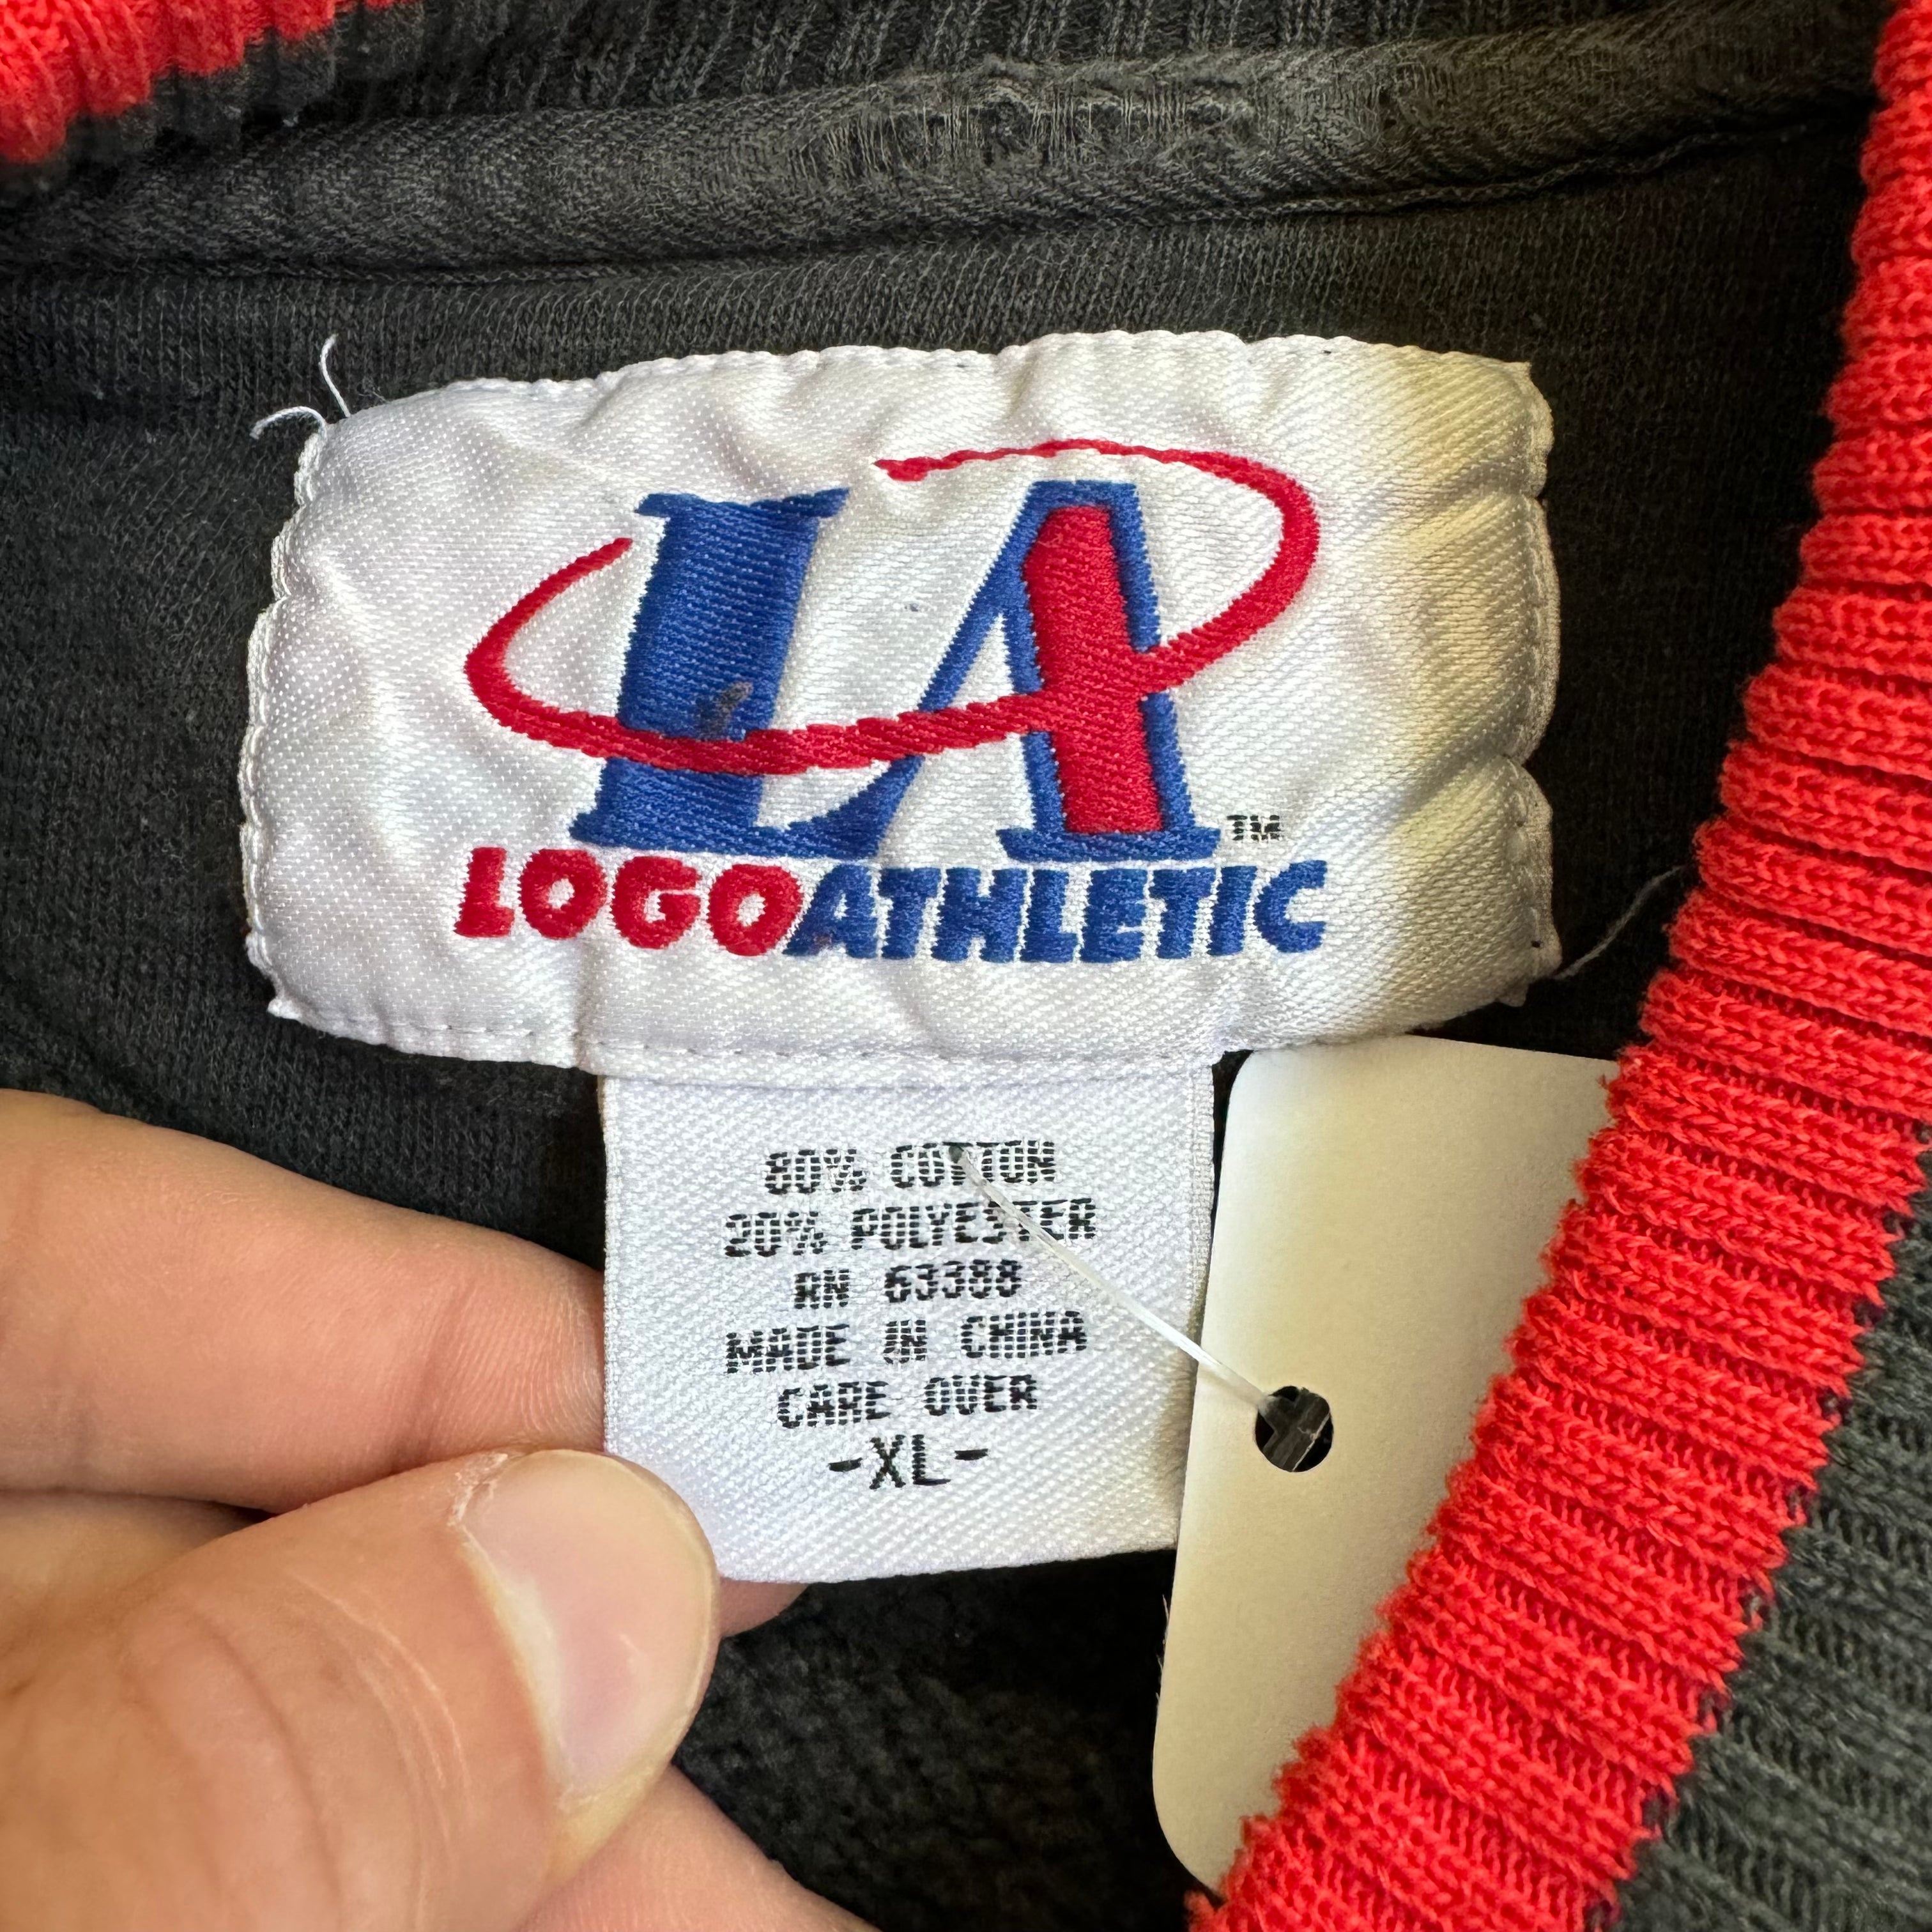 LA
TM
LOGOATHLETIC
80% COTTON
20% POLYESTER
RN 63388
MADE IN CHINA
CARE OVER
-XL-